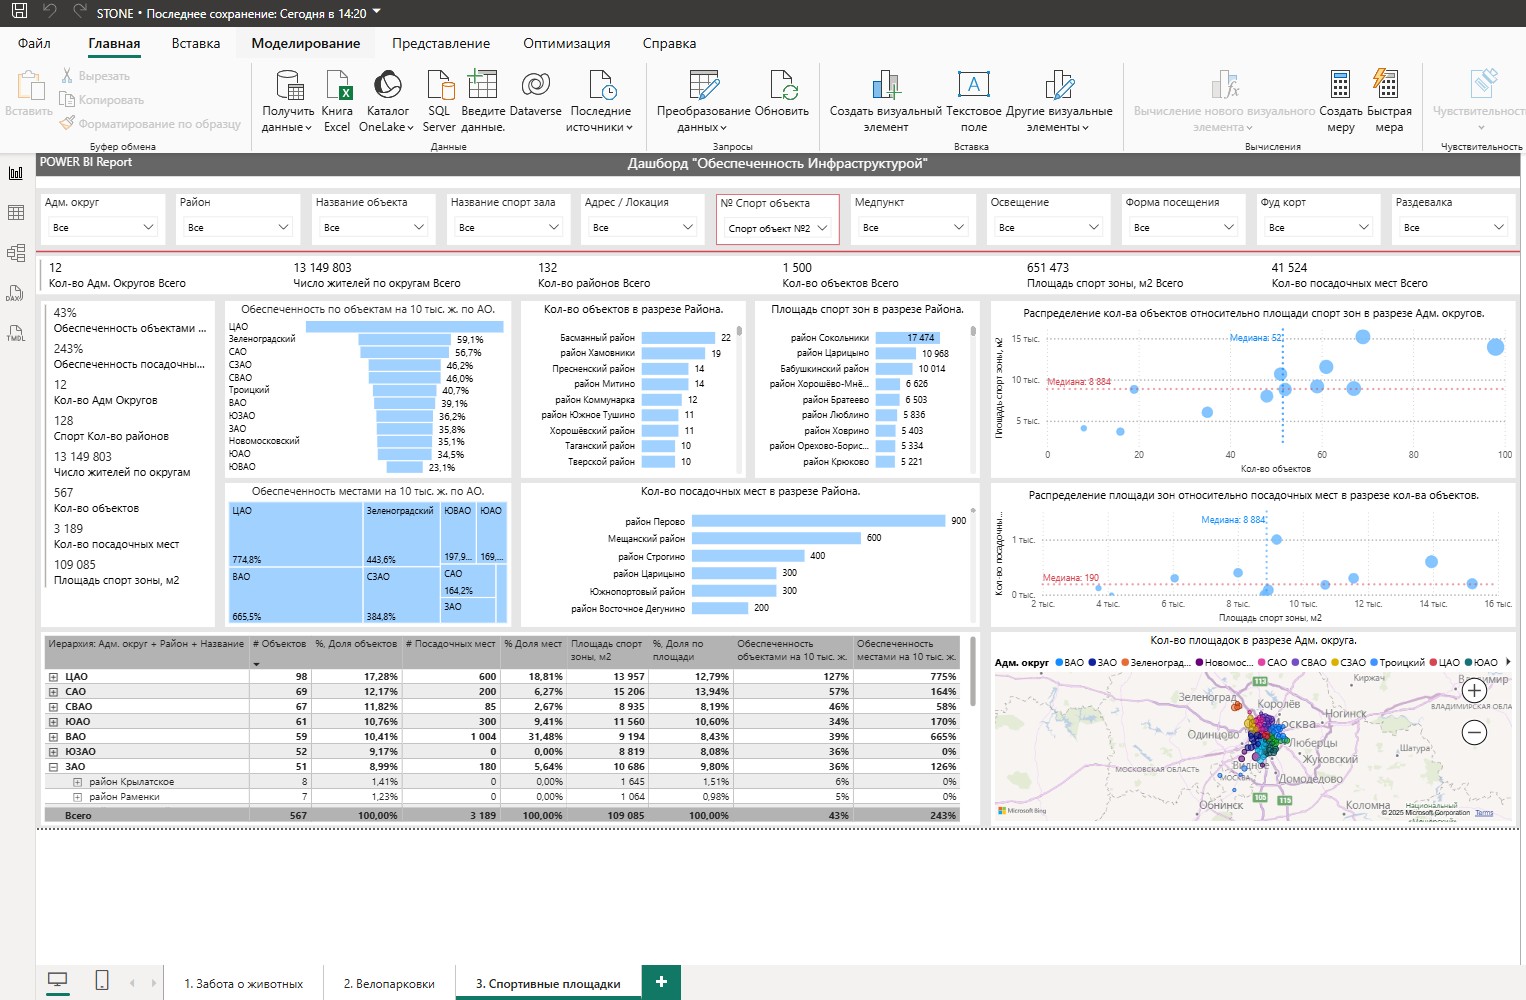 STONE • Последнее сохранение: Сегодня в 14:20
Файл Главная Вставка Моделирование Представление Оптимизация Справка
Вставить
Вырезать
Копировать
Форматирование по образцу
Буфер обмена
Получить данные
Книга Excel
Каталог OneLake
SQL Server
Введите данные.
Dataverse
Последние источники
Данные
Преобразование данных
Обновить
Запросы
Создать визуальный элемент
Текстовое поле
Другие визуальные элементы
Вставка
Вычисление нового визуального элемента
Создать меру
Быстрая мера
Вычисления
Чувствительность
Чувствительность
DAX
TMDL
POWER BI Report
Дашборд "Обеспеченность Инфраструктурой"
Адм. округ
Все
Район
Все
Название объекта
Все
Название спорт зала
Все
Адрес / Локация
Все
№ Спорт объекта
Спорт объект №2
Медпункт
Все
Освещение
Все
Форма посещения
Все
Фуд корт
Все
Раздевалка
Все
12
Кол-во Адм. Округов Всего
13 149 803
Число жителей по округам Всего
132
Кол-во районов Всего
1 500
Кол-во объектов Всего
651 473
Площадь спорт зоны, м2 Всего
41 524
Кол-во посадочных мест Всего
43%
Обеспеченность объектами ...
243%
Обеспеченность посадочны...
12
Кол-во Адм Округов
128
Спорт Кол-во районов
13 149 803
Число жителей по округам
567
Кол-во объектов
3 189
Кол-во посадочных мест
109 085
Площадь спорт зоны, м2
Обеспеченность по объектам на 10 тыс. ж. по АО.
ЦАО
Зеленоградский 59,1%
САО 56,7%
СЗАО 46,2%
СВАО 46,0%
Троицкий 40,7%
ВАО 39,1%
ЮЗАО 36,2%
ЗАО 35,8%
Новомосковский 35,1%
ЮАО 34,5%
ЮВАО 23,1%
Кол-во объектов в разрезе Района.
Басманный район 22
район Хамовники 19
Пресненский район 14
район Митино 14
район Коммунарка 12
район Южное Тушино 11
Хорошёвский район 11
Таганский район 10
Тверской район 10
Площадь спорт зон в разрезе Района.
район Сокольники 17 474
район Царицыно 10 968
Бабушкинский район 10 014
район Хорошёво-Мнё... 6 626
район Братеево 6 503
район Люблино 5 836
район Ховрино 5 403
район Орехово-Борис... 5 334
район Крюково 5 221
Распределение кол-ва объектов относительно площади спорт зон в разрезе Адм. округов.
Площадь спорт зоны, м2
15 тыс.
10 тыс.
5 тыс.
Медиана: 52
Медиана: 8 884
0 20 40 60 80 100
Кол-во объектов
Обеспеченность местами на 10 тыс. ж. по АО.
ЦАО
774,8%
Зеленоградский
443,6%
ЮВАО
197,9...
ЮАО
169,...
ВАО
665,5%
СЗАО
384,8%
САО
164,2%
ЗАО
Кол-во посадочных мест в разрезе Района.
район Перово 900
Мещанский район 600
район Строгино 400
район Царицыно 300
Южнопортовый район 300
район Восточное Дегунино 200
Распределение площади зон относительно посадочных мест в разрезе кол-ва объектов.
Кол-во посадочны...
1 тыс.
0 тыс.
Медиана: 8 884
Медиана: 190
2 тыс. 4 тыс. 6 тыс. 8 тыс. 10 тыс. 12 тыс. 14 тыс. 16 тыс.
Площадь спорт зоны, м2
Иерархия: Адм. округ + Район + Название # Объектов %, Доля объектов # Посадочных мест % Доля мест Площадь спорт зоны, м2 %, Доля по площади Обеспеченность объектами на 10 тыс. ж. Обеспеченность местами на 10 тыс. ж.
ЦАО 98 17,28% 600 18,81% 13 957 12,79% 127% 775%
САО 69 12,17% 200 6,27% 15 206 13,94% 57% 164%
СВАО 67 11,82% 85 2,67% 8 935 8,19% 46% 58%
ЮАО 61 10,76% 300 9,41% 11 560 10,60% 34% 170%
ВАО 59 10,41% 1 004 31,48% 9 194 8,43% 39% 665%
ЮЗАО 52 9,17% 0 0,00% 8 819 8,08% 36% 0%
ЗАО 51 8,99% 180 5,64% 10 686 9,80% 36% 126%
район Крылатское 8 1,41% 0 0,00% 1 645 1,51% 6% 0%
район Раменки 7 1,23% 0 0,00% 1 064 0,98% 5% 0%
Всего 567 100,00% 3 189 100,00% 109 085 100,00% 43% 243%
Кол-во площадок в разрезе Адм. округа.
Адм. округ ВАО ЗАО Зеленоград... Новомос... САО СВАО СЗАО Троицкий ЦАО ЮАО
Киржач
Владимир
Зеленоград
Королёв
ВЛАДИМИРСКАЯ ОБЛА
Ногинск
Москва
Одинцово
Люберцы
Шатура
Видное
Жуковский
МОСКОВСКАЯ ОБЛАСТЬ
МОСКВА
Домодедово
Обнинск
105
115
Коломна
Национальный
Microsoft Bing
© 2025 Microsoft Corporation Terms
1. Забота о животных
2. Велопарковки
3. Спортивные площадки